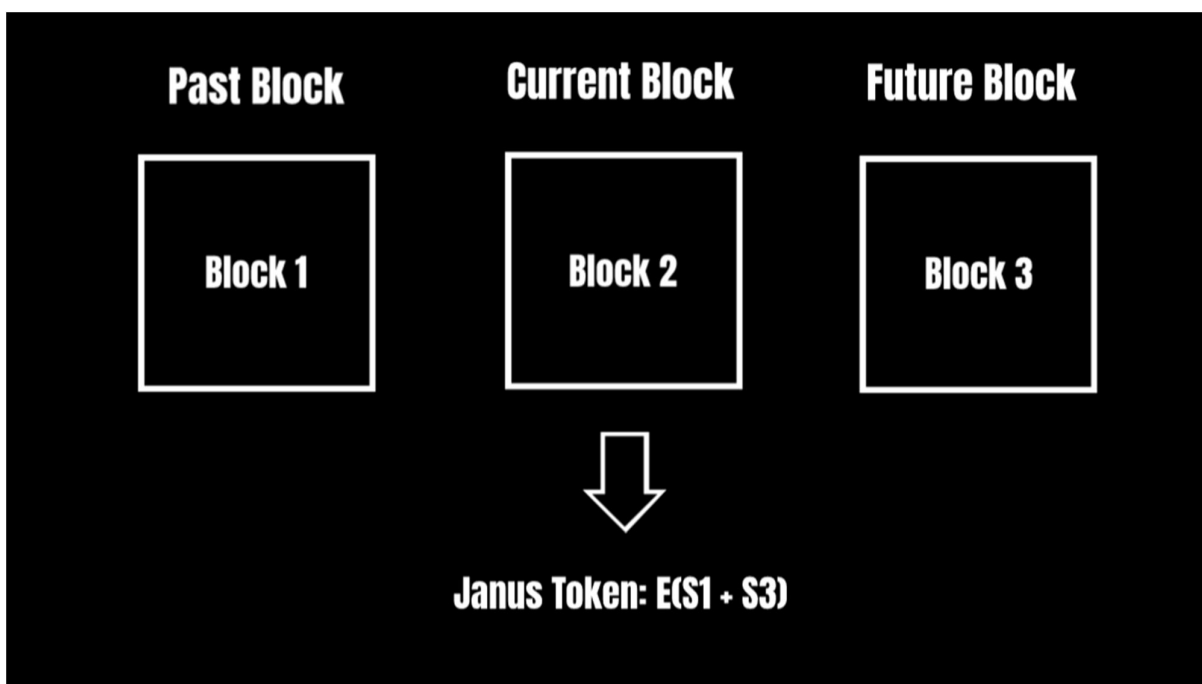 Past Block
Current Block
Future Block
Block 1
Block 2
Block 3
Janus Token: E(S1 + S3)